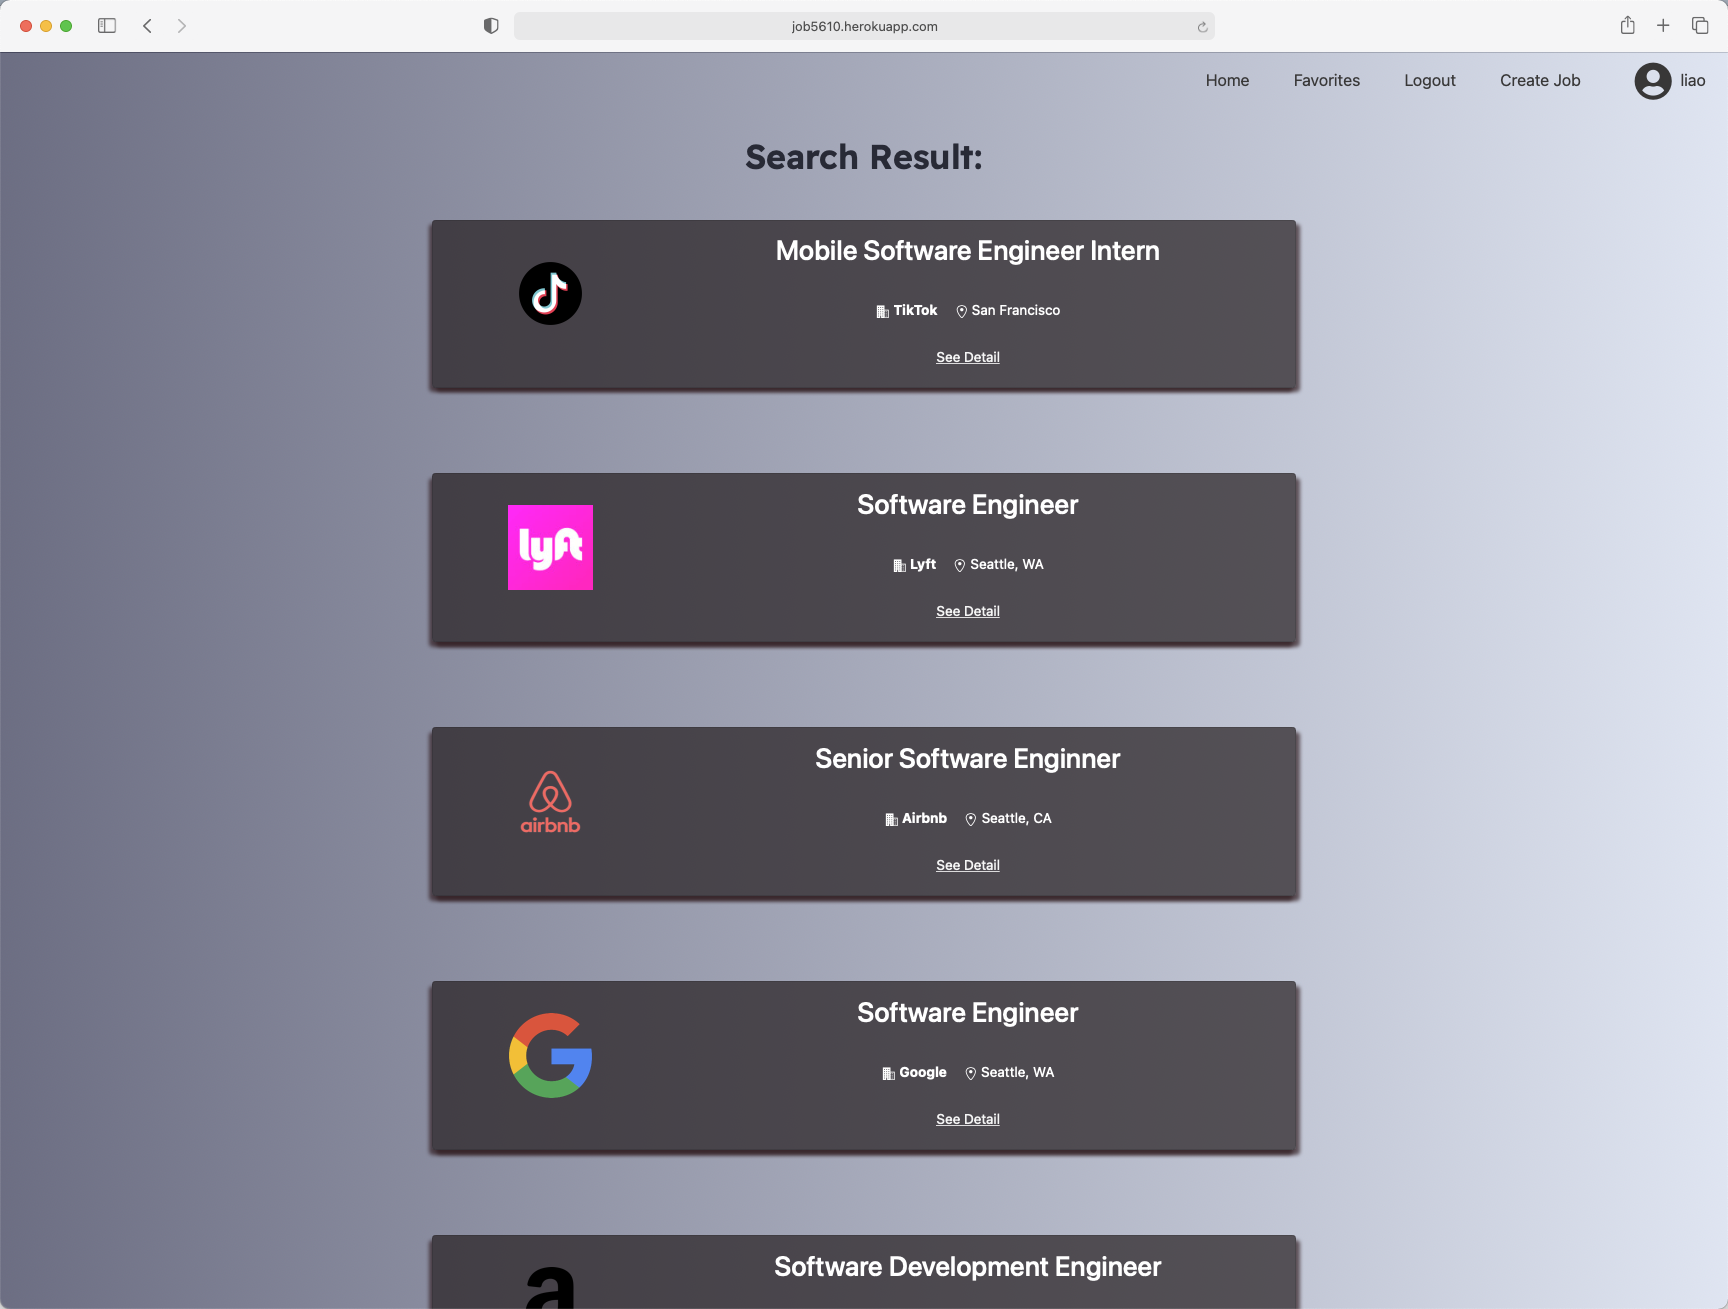 job5610.herokuapp.com
Home Favorites Logout Create Job liao
Search Result:
Mobile Software Engineer Intern
TikTok San Francisco
See Detail
Software Engineer
lyft
Lyft Seattle, WA
See Detail
Senior Software Enginner
airbnb
Airbnb Seattle, CA
See Detail
Software Engineer
Google Seattle, WA
See Detail
Software Development Engineer
a